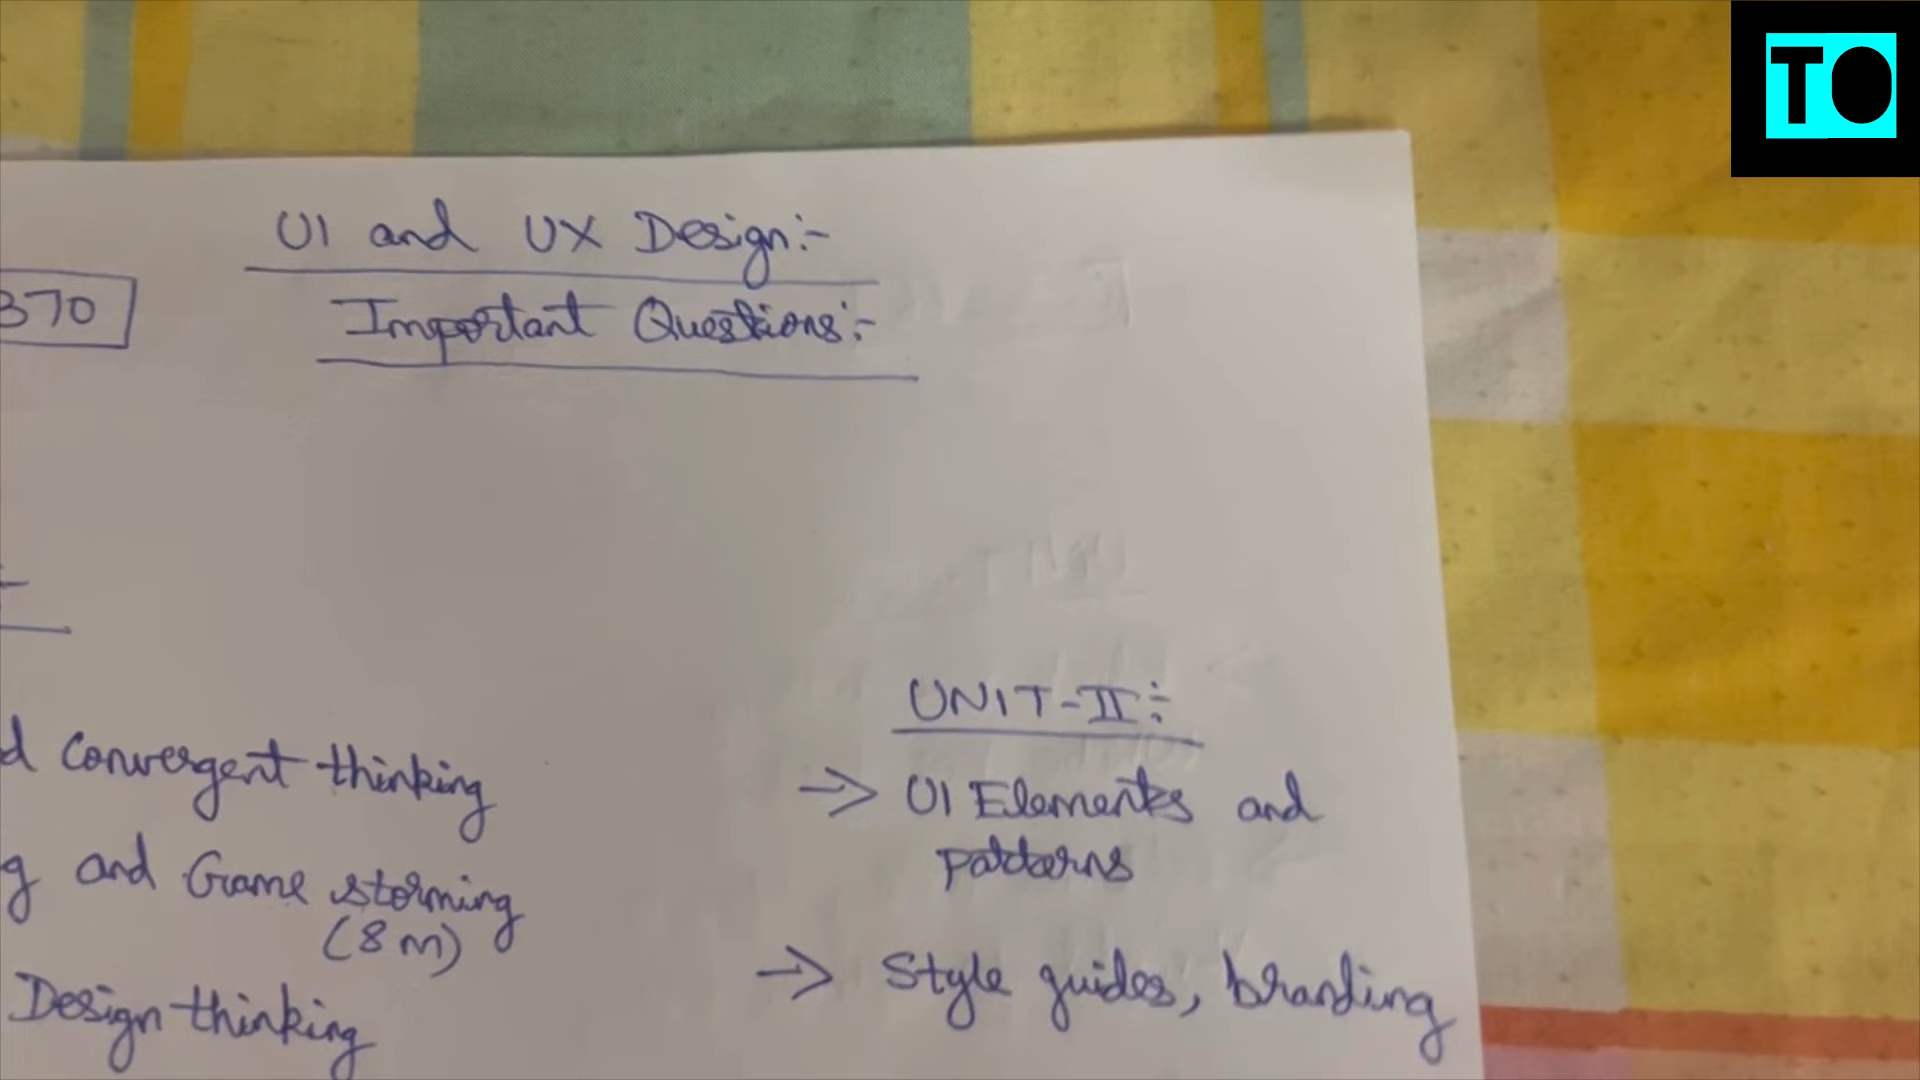 TO
UI and UX Design:-
370
Important Questions:-
convergent thinking
and Game storming
(8m)
Design thinking
UNIT-II:
→ UI Elements and
patterns
→ Style guides, branding